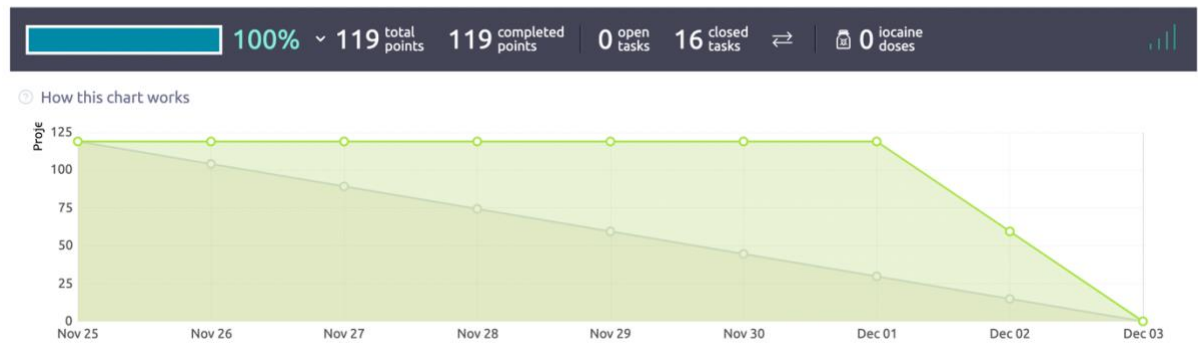 100% 119 total points 119 completed points 0 open tasks 16 closed tasks 0 iocaine doses
How this chart works
Proje
125
100
75
50
25
0
Nov 25 Nov 26 Nov 27 Nov 28 Nov 29 Nov 30 Dec 01 Dec 02 Dec 03